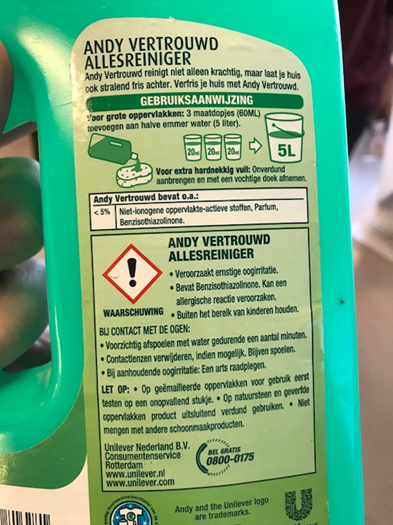 ANDY VERTROUWD
ALLESREINIGER
Andy Vertrouwd reinigt niet alleen krachtig, maar laat je huis
ook stralend fris achter. Verfris je huis met Andy Vertrouwd.
GEBRUIKSAANWIJZING
Voor grote oppervlakken: 3 maatdopjes (60ML)
toevoegen aan halve emmer water (5 liter).
20ml 20ml 20ml
5L
Voor extra hardnekkig vuil: Onverdund
aanbrengen en met een vochtige doek afnemen.
Andy Vertrouwd bevat o.a.:
< 5% Niet-ionogene oppervlakte-actieve stoffen, Parfum,
Benzisothiazolinone.
ANDY VERTROUWD
ALLESREINIGER
• Veroorzaakt ernstige oogirritatie.
• Bevat Benzisothiazolinone. Kan een
allergische reactie veroorzaken.
• Buiten het bereik van kinderen houden.
WAARSCHUWING
BIJ CONTACT MET DE OGEN:
• Voorzichtig afspoelen met water gedurende een aantal minuten.
• Contactlenzen verwijderen, indien mogelijk. Blijven spoelen.
• Bij aanhoudende oogirritatie: Een arts raadplegen.
LET OP: • Op geëmailleerde oppervlakken voor gebruik eerst
testen op een onopvallend stukje. • Op natuursteen en geverfde
oppervlakken product uitsluitend verdund gebruiken. • Niet
mengen met andere schoonmaakproducten.
Unilever Nederland B.V.
Consumentenservice
Rotterdam
www.unilever.nl
www.unilever.com
BEL GRATIS
0800-0175
Andy and the Unilever logo
are trademarks.
Unilever